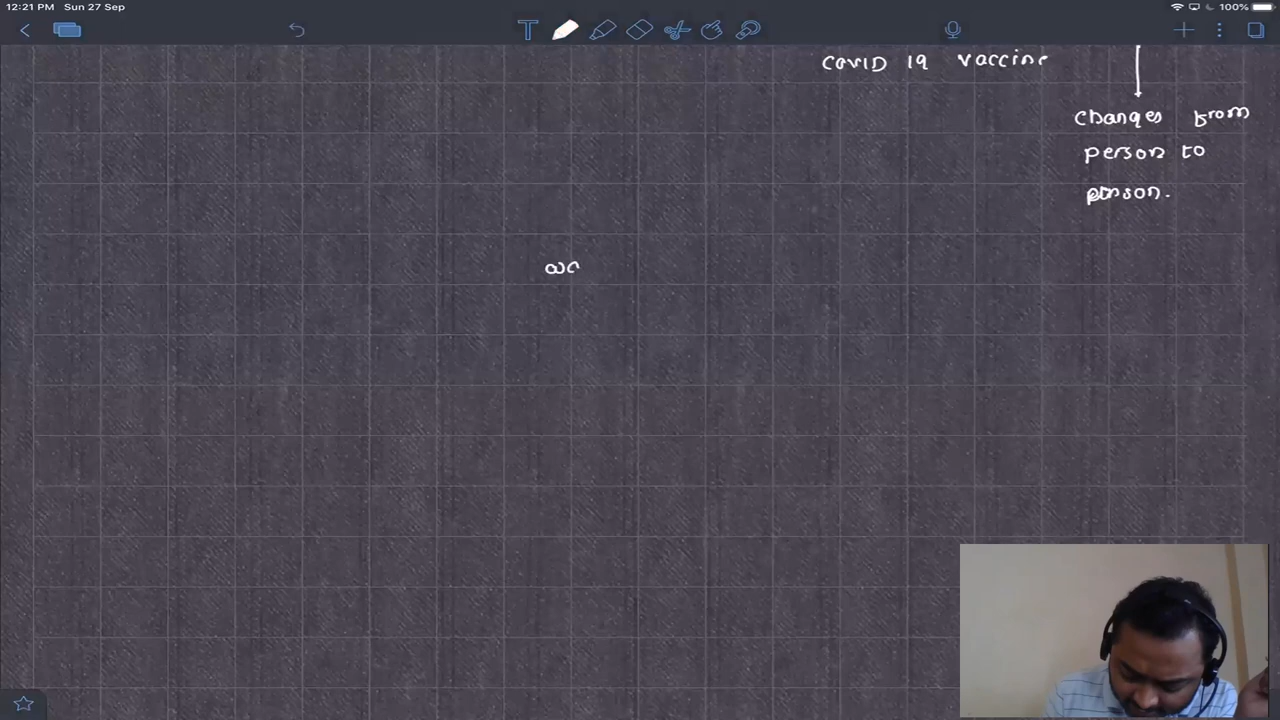 12:21 PM Sun 27 Sep
100%
T
covid 19 vaccine
changes from
person to
person.